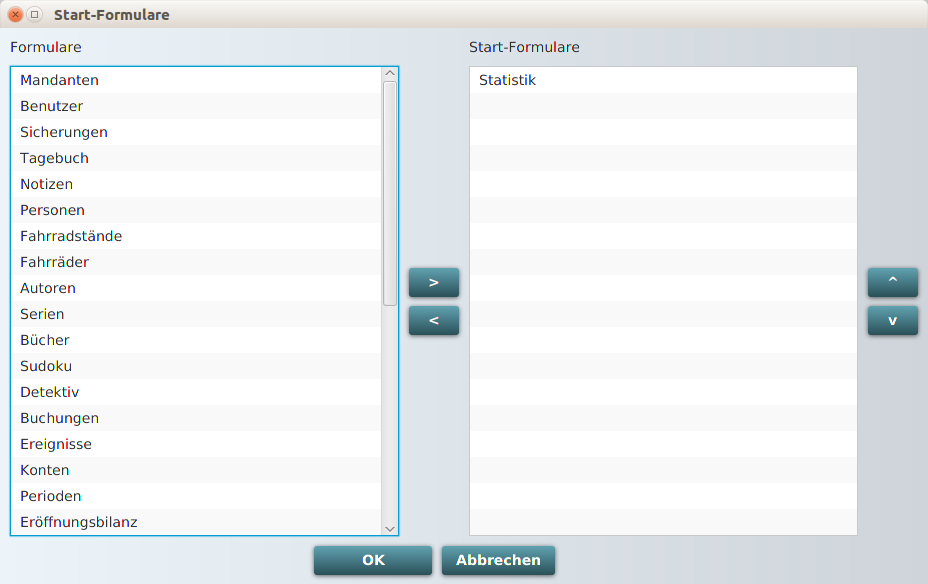 Start-Formulare
Formulare
Start-Formulare
Mandanten
Benutzer
Sicherungen
Tagebuch
Notizen
Personen
Fahrradstände
Fahrräder
Autoren
Serien
Bücher
Sudoku
Detektiv
Buchungen
Ereignisse
Konten
Perioden
Eröffnungsbilanz
>
<
Statistik
^
v
OK
Abbrechen